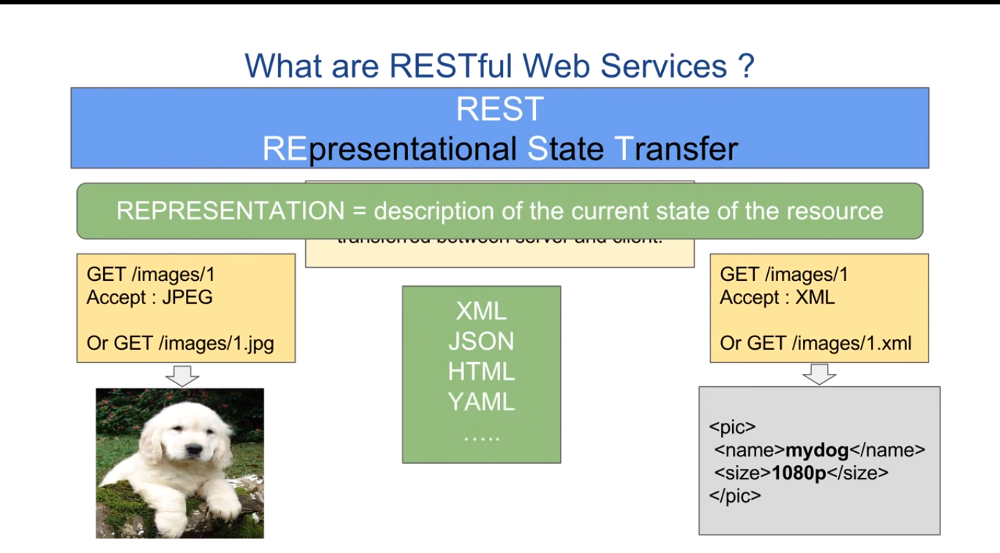 What are RESTful Web Services ?
REST
REpresentational State Transfer
REPRESENTATION = description of the current state of the resource
transferred between server and client.
GET /images/1
Accept : JPEG
Or GET /images/1.jpg
XML
JSON
HTML
YAML
.....
GET /images/1
Accept : XML
Or GET /images/1.xml
<pic>
<name>mydog</name>
<size>1080p</size>
</pic>